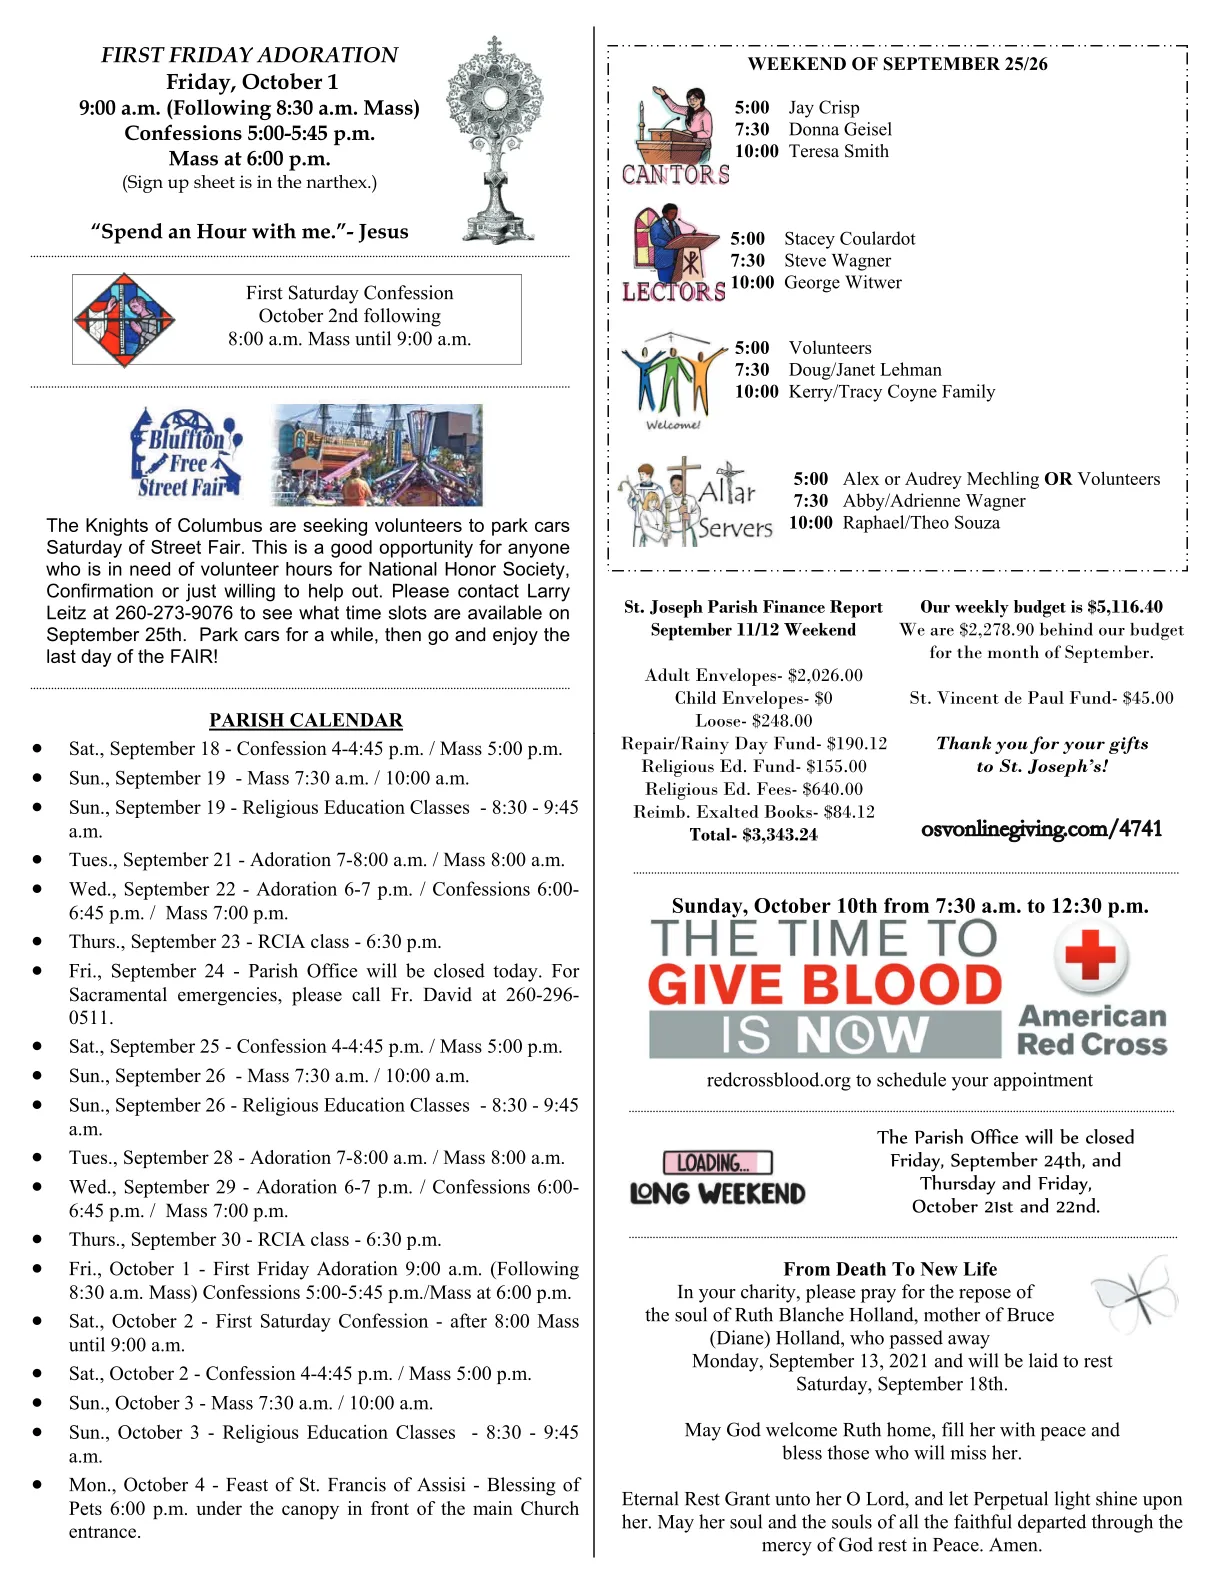 FIRST FRIDAY ADORATION
Friday, October 1
9:00 a.m. (Following 8:30 a.m. Mass)
Confessions 5:00-5:45 p.m.
Mass at 6:00 p.m.
(Sign up sheet is in the narthex.)
“Spend an Hour with me.”- Jesus
First Saturday Confession
October 2nd following
8:00 a.m. Mass until 9:00 a.m.
Bluffton
Free
Street Fair
The Knights of Columbus are seeking volunteers to park cars
Saturday of Street Fair. This is a good opportunity for anyone
who is in need of volunteer hours for National Honor Society,
Confirmation or just willing to help out. Please contact Larry
Leitz at 260-273-9076 to see what time slots are available on
September 25th.  Park cars for a while, then go and enjoy the
last day of the FAIR!
PARISH CALENDAR
● Sat., September 18 - Confession 4-4:45 p.m. / Mass 5:00 p.m.
● Sun., September 19  - Mass 7:30 a.m. / 10:00 a.m.
● Sun., September 19 - Religious Education Classes  - 8:30 - 9:45
a.m.
● Tues., September 21 - Adoration 7-8:00 a.m. / Mass 8:00 a.m.
● Wed., September 22 - Adoration 6-7 p.m. / Confessions 6:00-
6:45 p.m. /  Mass 7:00 p.m.
● Thurs., September 23 - RCIA class - 6:30 p.m.
● Fri., September 24 - Parish Office will be closed today. For
Sacramental emergencies, please call Fr. David at 260-296-
0511.
● Sat., September 25 - Confession 4-4:45 p.m. / Mass 5:00 p.m.
● Sun., September 26  - Mass 7:30 a.m. / 10:00 a.m.
● Sun., September 26 - Religious Education Classes  - 8:30 - 9:45
a.m.
● Tues., September 28 - Adoration 7-8:00 a.m. / Mass 8:00 a.m.
● Wed., September 29 - Adoration 6-7 p.m. / Confessions 6:00-
6:45 p.m. /  Mass 7:00 p.m.
● Thurs., September 30 - RCIA class - 6:30 p.m.
● Fri., October 1 - First Friday Adoration 9:00 a.m. (Following
8:30 a.m. Mass) Confessions 5:00-5:45 p.m./Mass at 6:00 p.m.
● Sat., October 2 - First Saturday Confession - after 8:00 Mass
until 9:00 a.m.
● Sat., October 2 - Confession 4-4:45 p.m. / Mass 5:00 p.m.
● Sun., October 3 - Mass 7:30 a.m. / 10:00 a.m.
● Sun., October 3 - Religious Education Classes  - 8:30 - 9:45
a.m.
● Mon., October 4 - Feast of St. Francis of Assisi - Blessing of
Pets 6:00 p.m. under the canopy in front of the main Church
entrance.
WEEKEND OF SEPTEMBER 25/26
CANTORS
5:00 Jay Crisp
7:30 Donna Geisel
10:00 Teresa Smith
LECTORS
5:00 Stacey Coulardot
7:30 Steve Wagner
10:00 George Witwer
Welcome!
5:00 Volunteers
7:30 Doug/Janet Lehman
10:00 Kerry/Tracy Coyne Family
Altar
Servers
5:00 Alex or Audrey Mechling OR Volunteers
7:30 Abby/Adrienne Wagner
10:00 Raphael/Theo Souza
St. Joseph Parish Finance Report
September 11/12 Weekend
Adult Envelopes- $2,026.00
Child Envelopes- $0
Loose- $248.00
Repair/Rainy Day Fund- $190.12
Religious Ed. Fund- $155.00
Religious Ed. Fees- $640.00
Reimb. Exalted Books- $84.12
Total- $3,343.24
Our weekly budget is $5,116.40
We are $2,278.90 behind our budget
for the month of September.
St. Vincent de Paul Fund- $45.00
Thank you for your gifts
to St. Joseph’s!
osvonlinegiving.com/4741
Sunday, October 10th from 7:30 a.m. to 12:30 p.m.
THE TIME TO
GIVE BLOOD
IS NOW
American
Red Cross
redcrossblood.org to schedule your appointment
LOADING...
LONG WEEKEND
The Parish Office will be closed
Friday, September 24th, and
Thursday and Friday,
October 21st and 22nd.
From Death To New Life
In your charity, please pray for the repose of
the soul of Ruth Blanche Holland, mother of Bruce
(Diane) Holland, who passed away
Monday, September 13, 2021 and will be laid to rest
Saturday, September 18th.
May God welcome Ruth home, fill her with peace and
bless those who will miss her.
Eternal Rest Grant unto her O Lord, and let Perpetual light shine upon
her. May her soul and the souls of all the faithful departed through the
mercy of God rest in Peace. Amen.